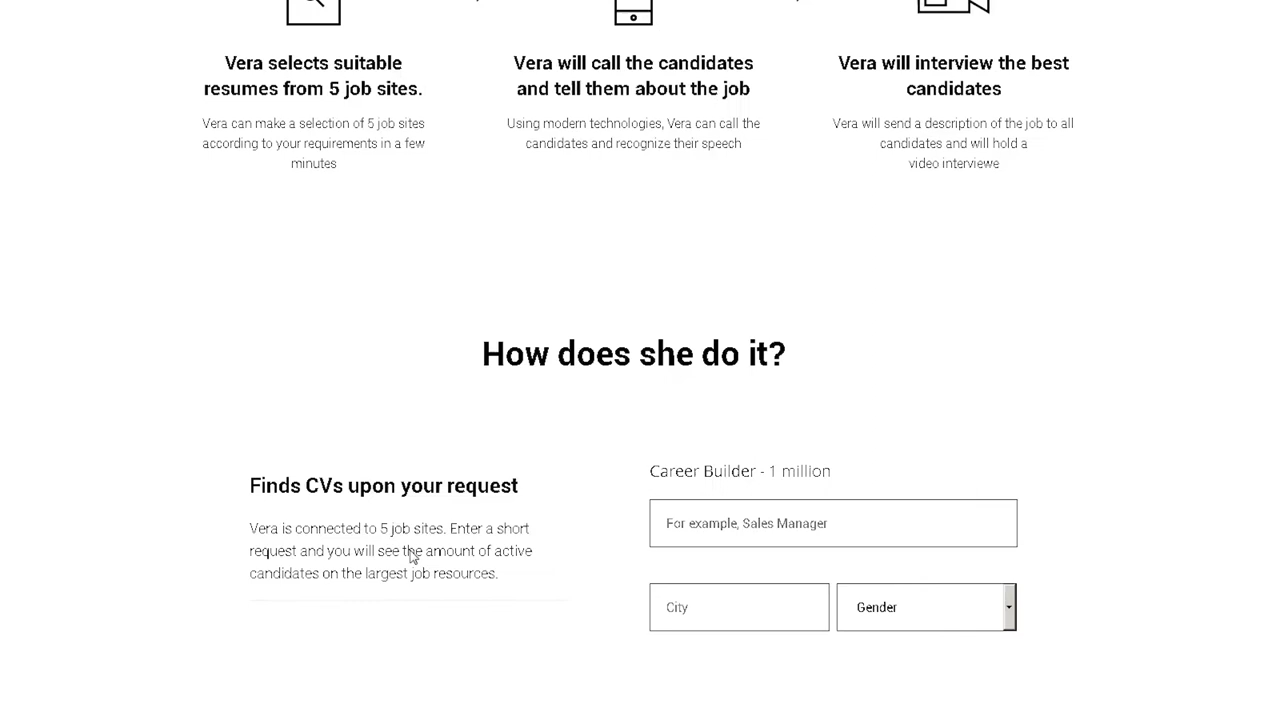 Vera selects suitable
resumes from 5 job sites.
Vera can make a selection of 5 job sites
according to your requirements in a few
minutes
Vera will call the candidates
and tell them about the job
Using modern technologies, Vera can call the
candidates and recognize their speech
Vera will interview the best
candidates
Vera will send a description of the job to all
candidates and will hold a
video interviewe
How does she do it?
Finds CVs upon your request
Vera is connected to 5 job sites. Enter a short
request and you will see the amount of active
candidates on the largest job resources.
Career Builder - 1 million
For example, Sales Manager
City
Gender